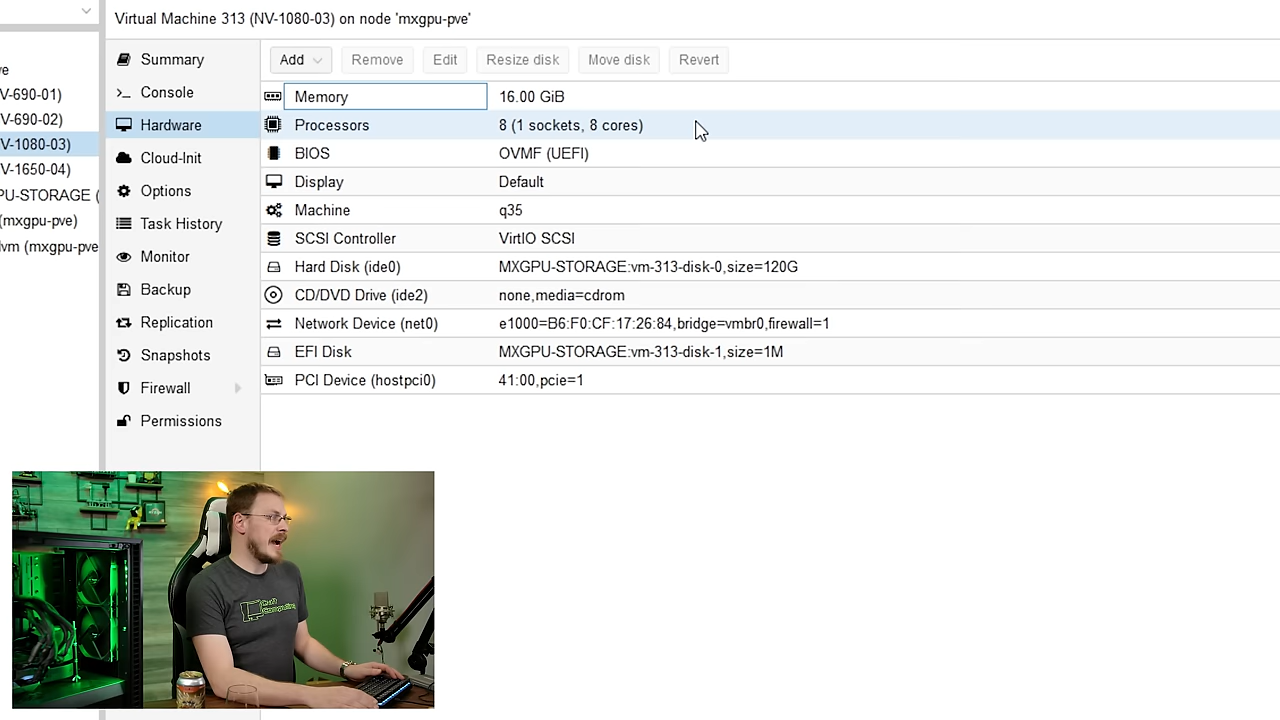 Virtual Machine 313 (NV-1080-03) on node 'mxgpu-pve'
ve
V-690-01)
V-690-02)
V-1080-03)
V-1650-04)
PU-STORAGE (
(mxgpu-pve)
lvm (mxgpu-pve
Summary
Console
Hardware
Cloud-Init
Options
Task History
Monitor
Backup
Replication
Snapshots
Firewall
Permissions
Add Remove Edit Resize disk Move disk Revert
Memory 16.00 GiB
Processors 8 (1 sockets, 8 cores)
BIOS OVMF (UEFI)
Display Default
Machine q35
SCSI Controller VirtIO SCSI
Hard Disk (ide0) MXGPU-STORAGE:vm-313-disk-0,size=120G
CD/DVD Drive (ide2) none,media=cdrom
Network Device (net0) e1000=B6:F0:CF:17:26:84,bridge=vmbr0,firewall=1
EFI Disk MXGPU-STORAGE:vm-313-disk-1,size=1M
PCI Device (hostpci0) 41:00,pcie=1